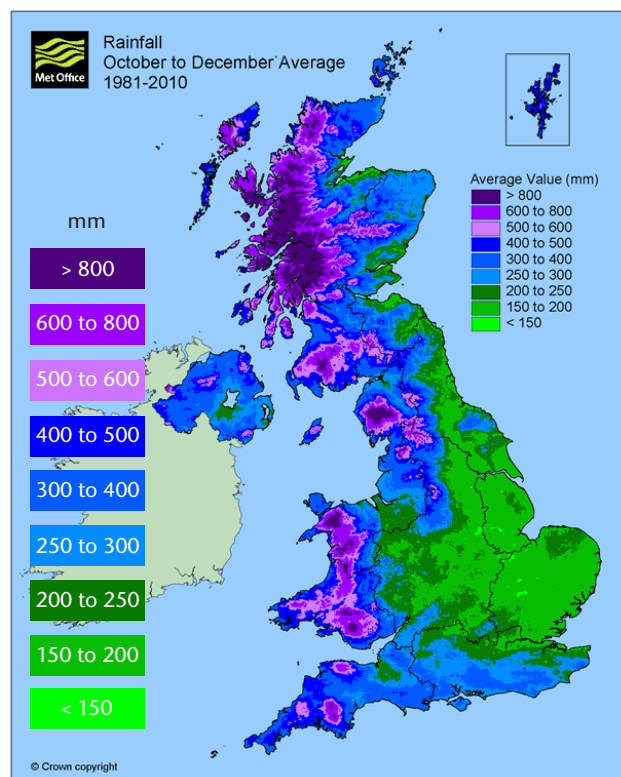 Met Office
Rainfall
October to December Average
1981-2010
mm
> 800
600 to 800
500 to 600
400 to 500
300 to 400
250 to 300
200 to 250
150 to 200
< 150
Average Value (mm)
> 800
600 to 800
500 to 600
400 to 500
300 to 400
250 to 300
200 to 250
150 to 200
< 150
© Crown copyright